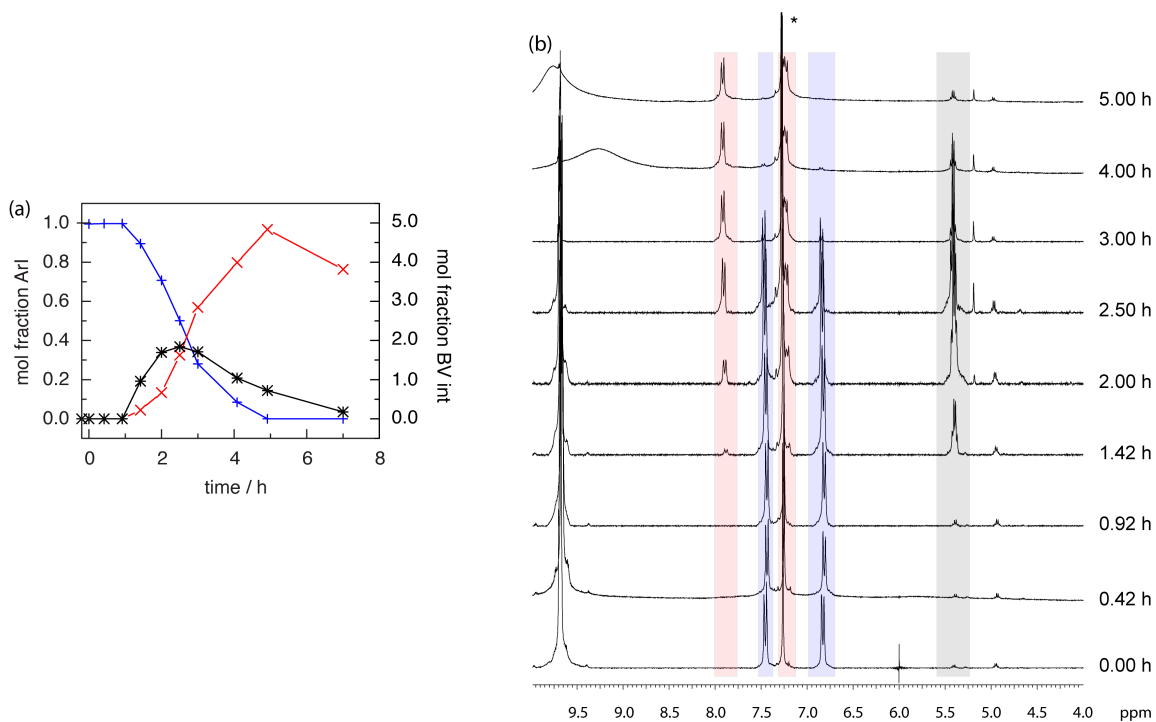 (a)
mol fraction ArI
1.0
0.8
0.6
0.4
0.2
0.0
5.0
4.0
3.0
2.0
1.0
0.0
mol fraction BV int
0 2 4 6 8
time / h
(b)
*
5.00 h
4.00 h
3.00 h
2.50 h
2.00 h
1.42 h
0.92 h
0.42 h
0.00 h
9.5 9.0 8.5 8.0 7.5 7.0 6.5 6.0 5.5 5.0 4.5 4.0 ppm